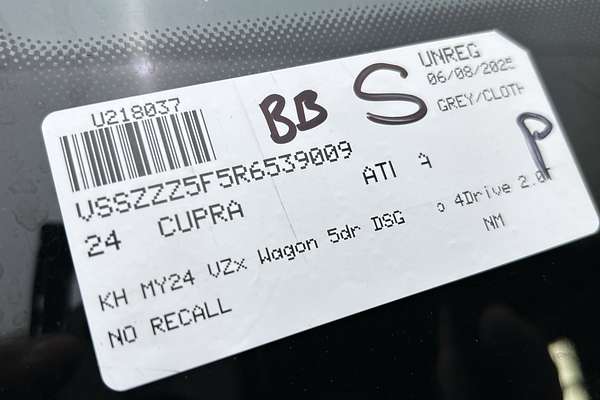 U218037
BB
S
UNREG
06/08/2025
GREY/CLOTH
P
VSSZZZ5F5R6539009
24 CUPRA ATI A
KH MY24 VZx Wagon 5dr DSG 4Drive 2.0
NM
NO RECALL